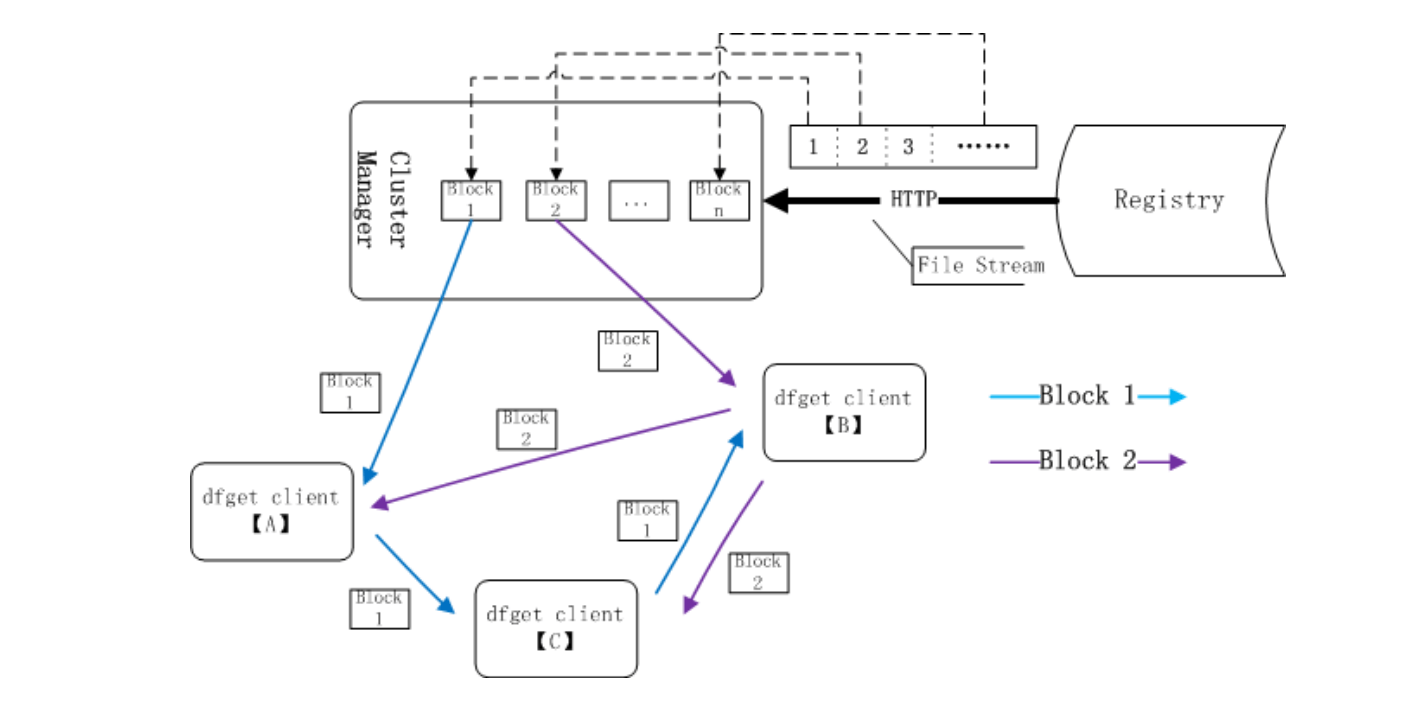 1 2 3 ······
Cluster
Manager
Block
1
Block
2
...
Block
n
HTTP
Registry
File Stream
Block
2
Block
1
dfget client
【B】
Block 1
Block
2
Block 2
dfget client
【A】
Block
1
Block
2
Block
1
dfget client
【C】